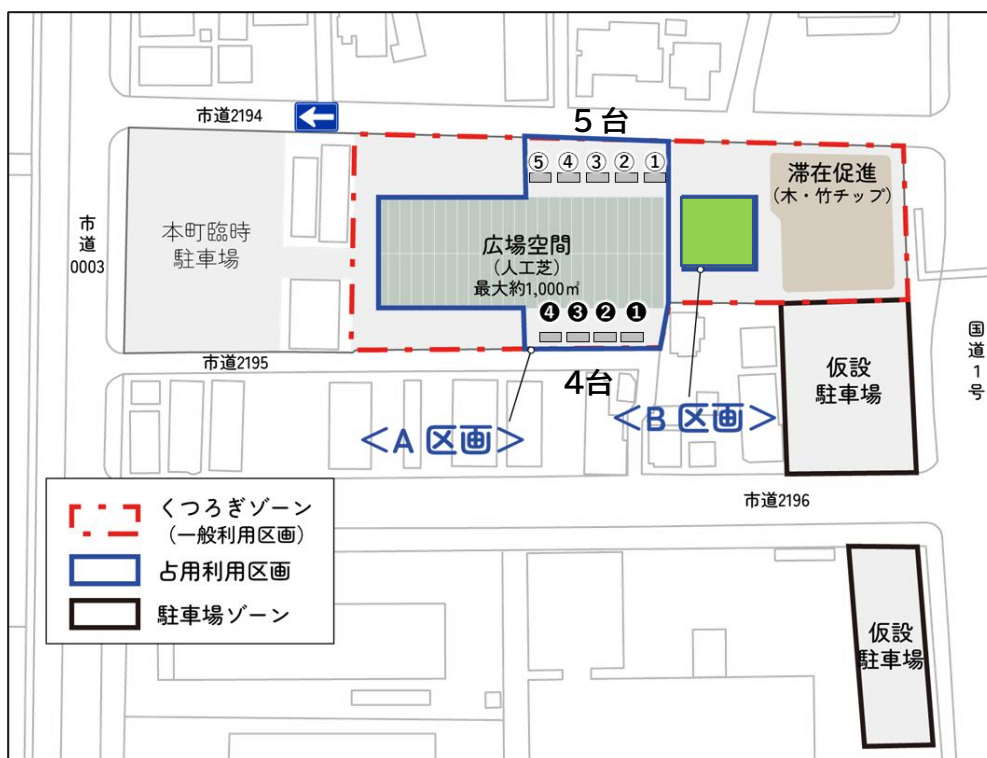 市道2194
5台
⑤ ④ ③ ② ①
滞在促進
(木・竹チップ)
市道
0003
本町臨時
駐車場
広場空間
(人工芝)
最大約1,000㎡
❹ ❸ ❷ ❶
市道2195
4台
国道1号
仮設
駐車場
<A 区画>
<B 区画>
市道2196
くつろぎゾーン
(一般利用区画)
占用利用区画
駐車場ゾーン
仮設
駐車場